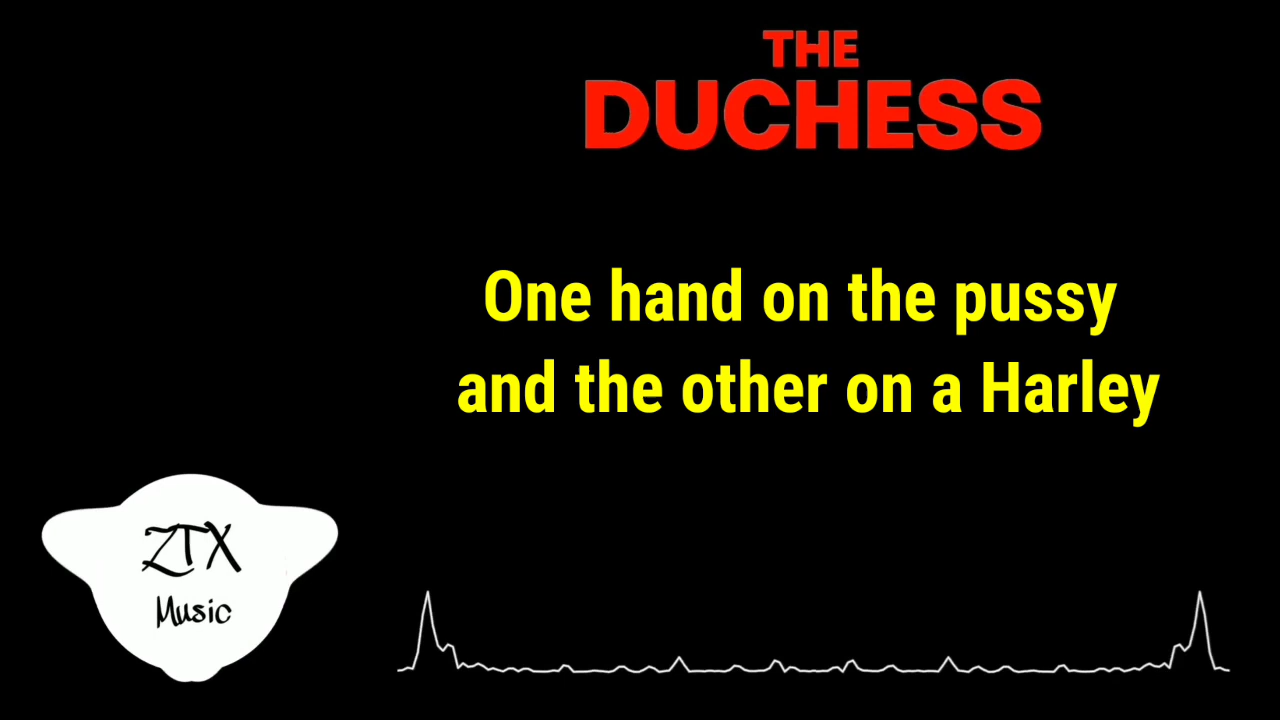 THE
DUCHESS
One hand on the pussy
and the other on a Harley
ZTX
Music